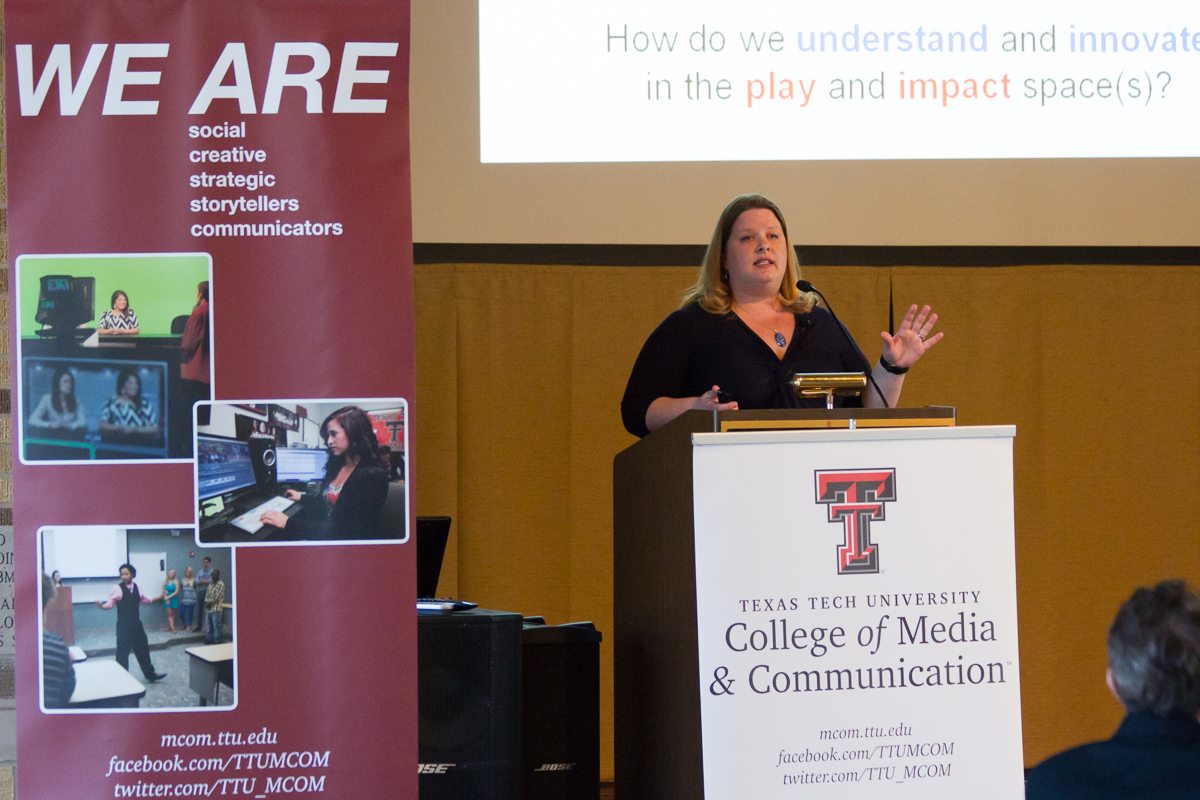 WE ARE
social
creative
strategic
storytellers
communicators
mcom.ttu.edu
facebook.com/TTUMCOM
twitter.com/TTU_MCOM
How do we understand and innovate
in the play and impact space(s)?
TEXAS TECH UNIVERSITY
College of Media
& Communication™
mcom.ttu.edu
facebook.com/TTUMCOM
twitter.com/TTU_MCOM
BOSE